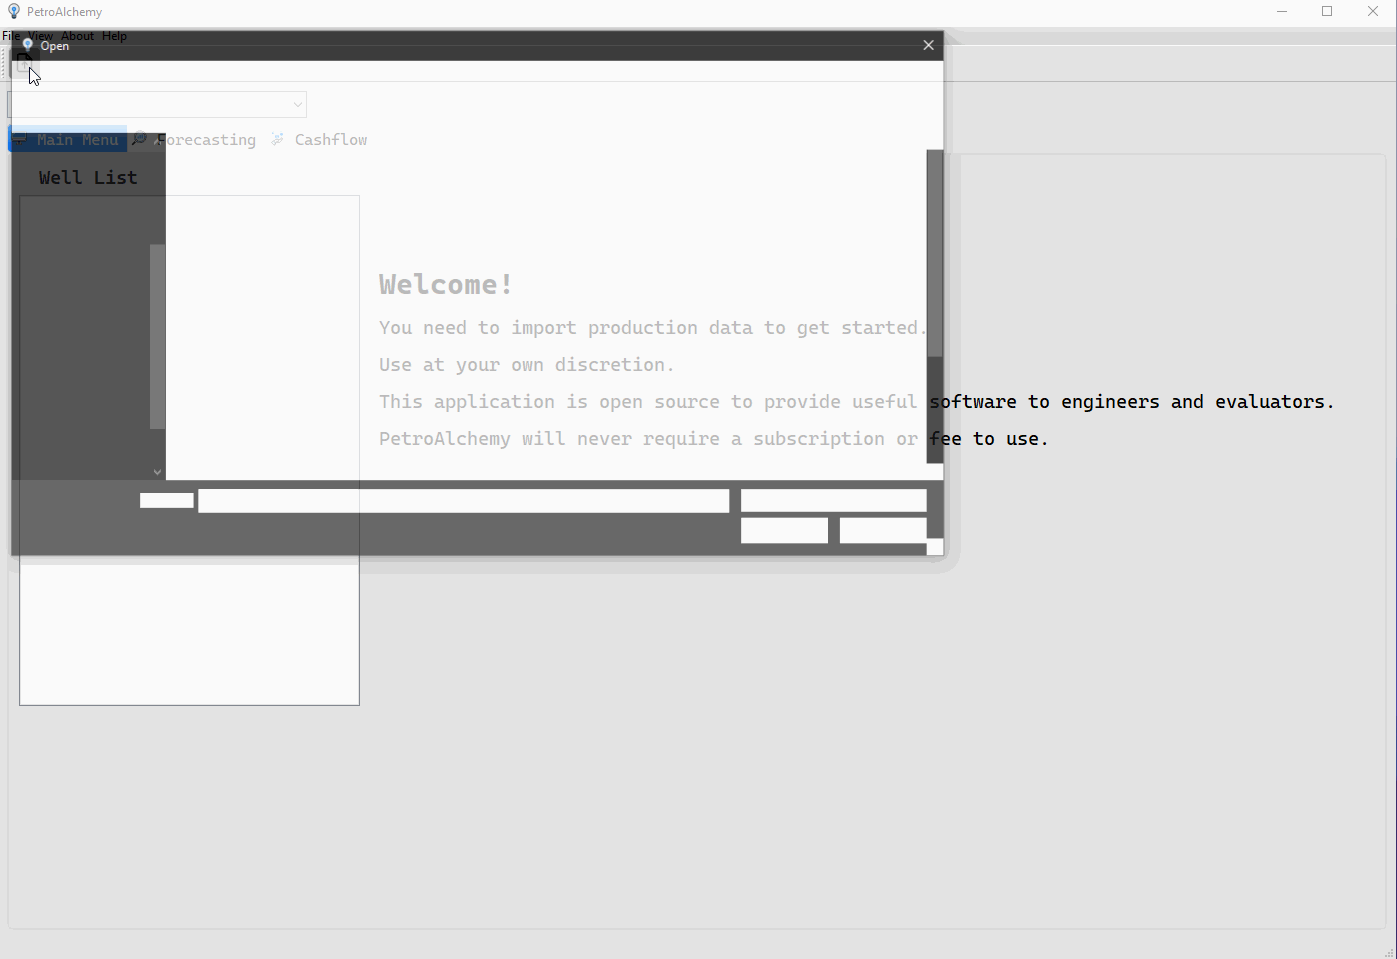 PetroAlchemy
File View About Help
Open
Main Menu Forecasting Cashflow
Well List
Welcome!
You need to import production data to get started.
Use at your own discretion.
This application is open source to provide useful software to engineers and evaluators.
PetroAlchemy will never require a subscription or fee to use.